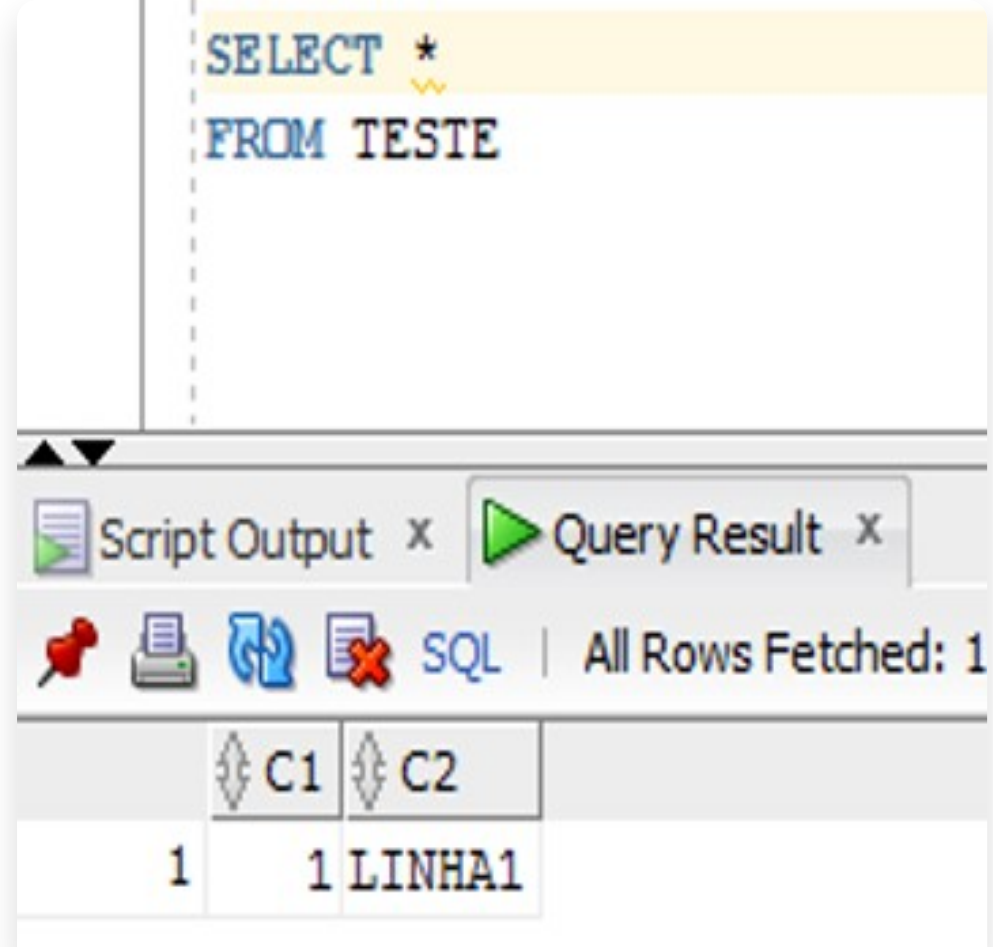 SELECT *
FROM TESTE
Script Output x Query Result x
SQL | All Rows Fetched: 1
C1 C2
1 1 LINHA1